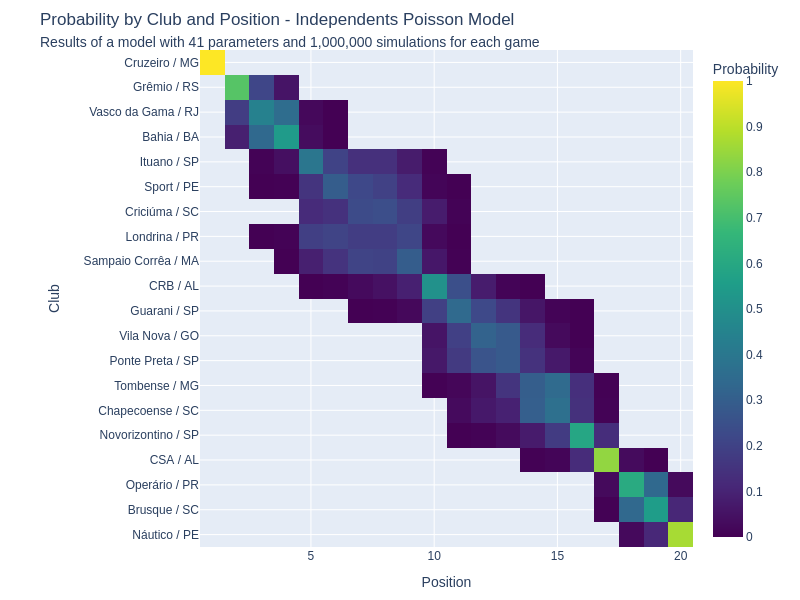 Probability by Club and Position - Independents Poisson Model
Results of a model with 41 parameters and 1,000,000 simulations for each game
Probability
Cruzeiro / MG
Grêmio / RS
Vasco da Gama / RJ
Bahia / BA
Ituano / SP
Sport / PE
Criciúma / SC
Londrina / PR
Sampaio Corrêa / MA
CRB / AL
Guarani / SP
Vila Nova / GO
Ponte Preta / SP
Tombense / MG
Chapecoense / SC
Novorizontino / SP
CSA / AL
Operário / PR
Brusque / SC
Náutico / PE
Club
5
10
15
20
Position
1
0.9
0.8
0.7
0.6
0.5
0.4
0.3
0.2
0.1
0